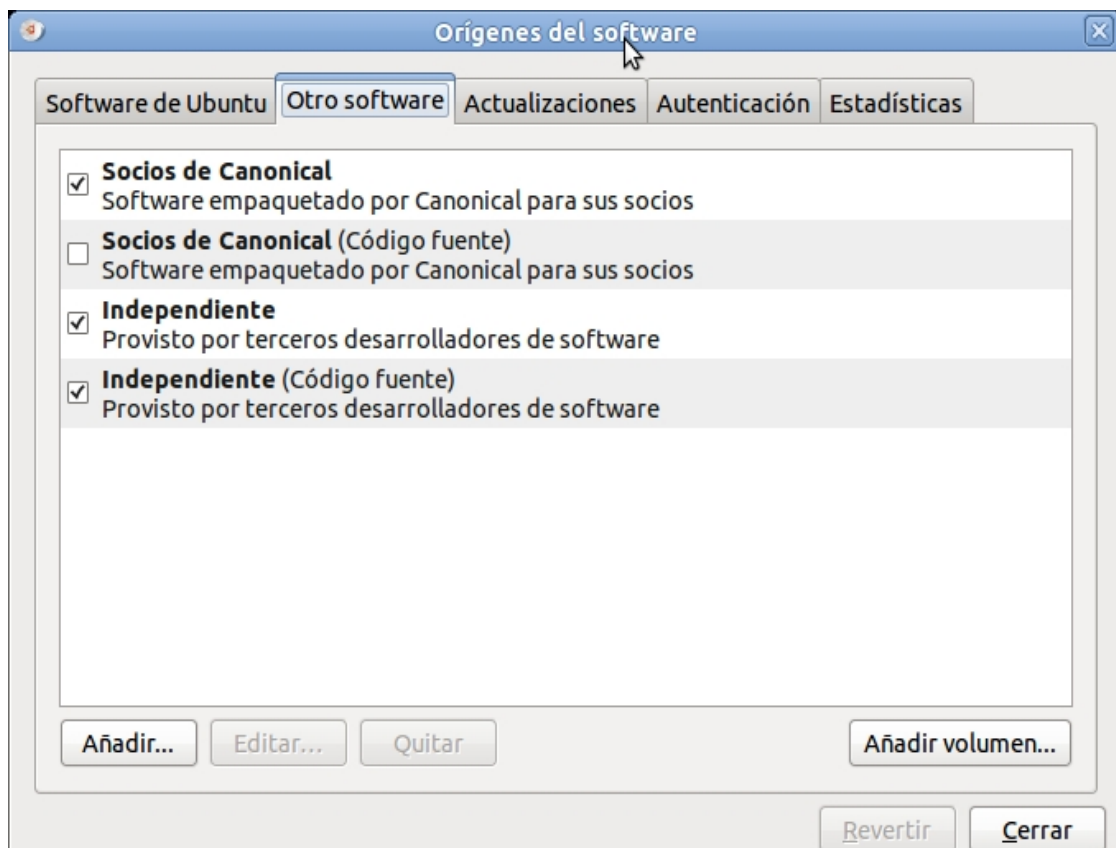 Orígenes del software
Software de Ubuntu
Otro software
Actualizaciones
Autenticación
Estadísticas
Socios de Canonical
Software empaquetado por Canonical para sus socios
Socios de Canonical (Código fuente)
Software empaquetado por Canonical para sus socios
Independiente
Provisto por terceros desarrolladores de software
Independiente (Código fuente)
Provisto por terceros desarrolladores de software
Añadir...
Editar...
Quitar
Añadir volumen...
Revertir
Cerrar